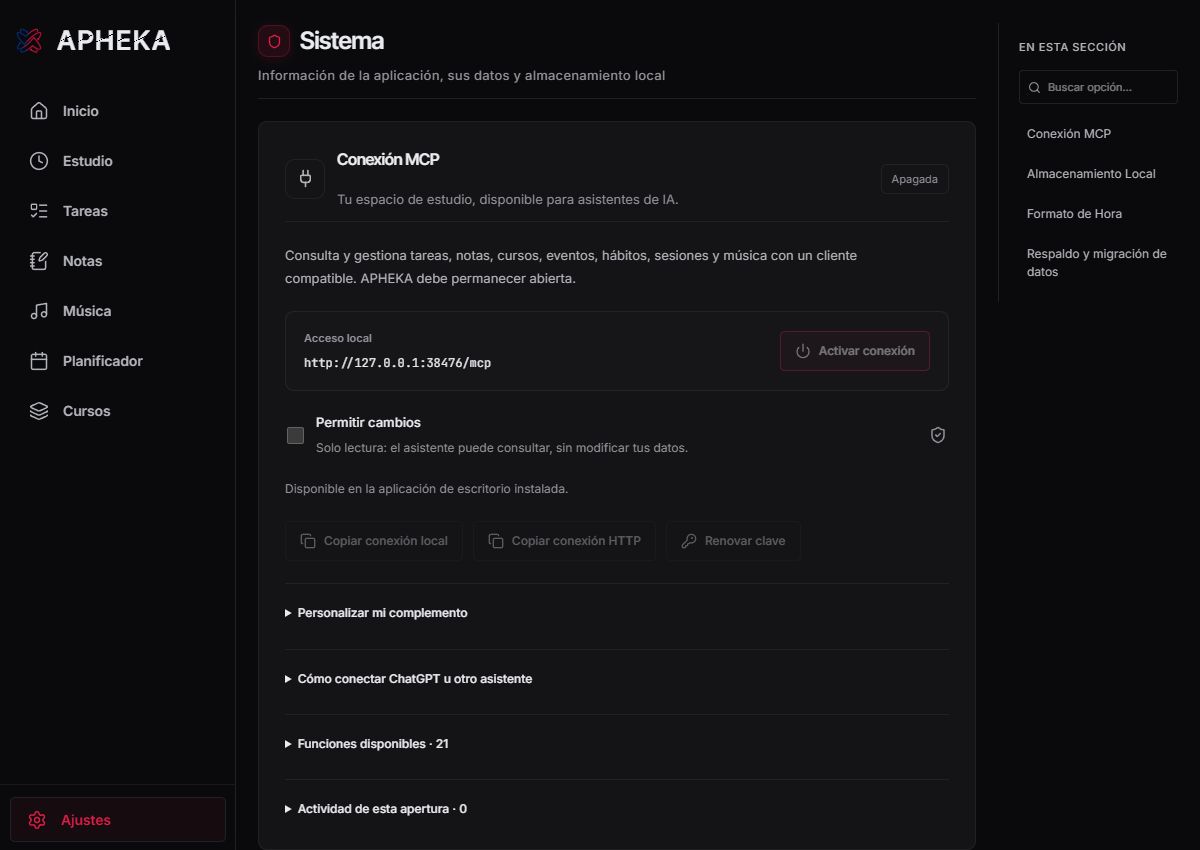 APHEKA
Inicio
Estudio
Tareas
Notas
Música
Planificador
Cursos
Ajustes
Sistema
Información de la aplicación, sus datos y almacenamiento local
Conexión MCP
Tu espacio de estudio, disponible para asistentes de IA.
Apagada
Consulta y gestiona tareas, notas, cursos, eventos, hábitos, sesiones y música con un cliente
compatible. APHEKA debe permanecer abierta.
Acceso local
http://127.0.0.1:38476/mcp
Activar conexión
Permitir cambios
Solo lectura: el asistente puede consultar, sin modificar tus datos.
Disponible en la aplicación de escritorio instalada.
Copiar conexión local
Copiar conexión HTTP
Renovar clave
Personalizar mi complemento
Cómo conectar ChatGPT u otro asistente
Funciones disponibles · 21
Actividad de esta apertura · 0
EN ESTA SECCIÓN
Buscar opción...
Conexión MCP
Almacenamiento Local
Formato de Hora
Respaldo y migración de
datos